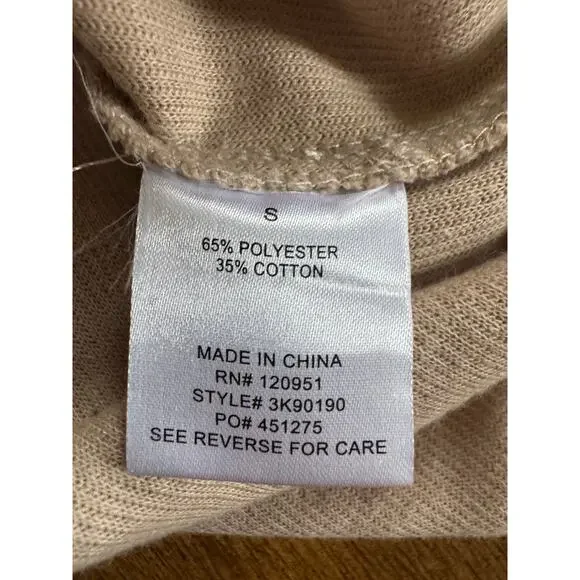 S
65% POLYESTER
35% COTTON
MADE IN CHINA
RN# 120951
STYLE# 3K90190
PO# 451275
SEE REVERSE FOR CARE